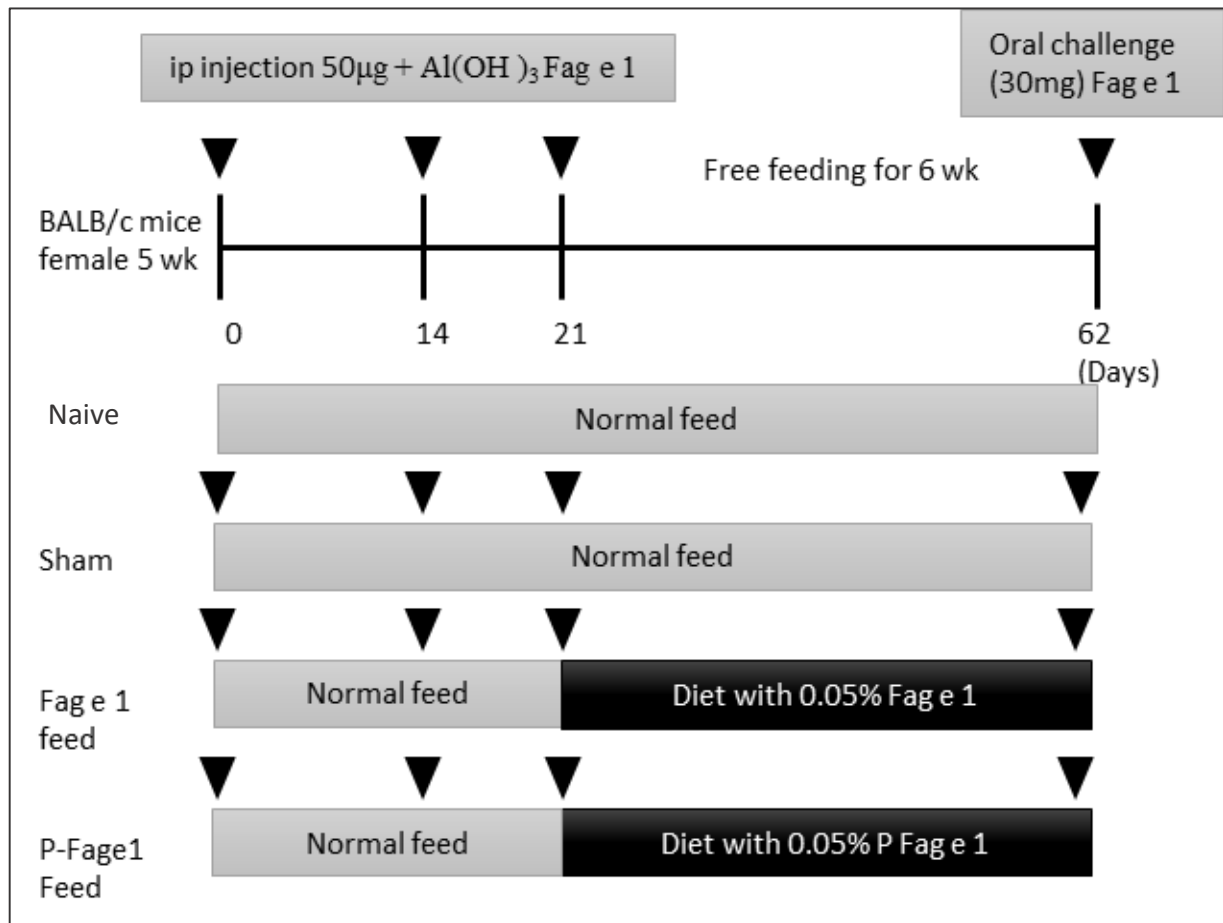 ip injection 50μg + Al(OH )₃ Fag e 1
Oral challenge
(30mg) Fag e 1
Free feeding for 6 wk
BALB/c mice
female 5 wk
0
14
21
62
(Days)
Naive
Normal feed
Sham
Normal feed
Fag e 1
feed
Normal feed
Diet with 0.05% Fag e 1
P-Fage1
Feed
Normal feed
Diet with 0.05% P Fag e 1